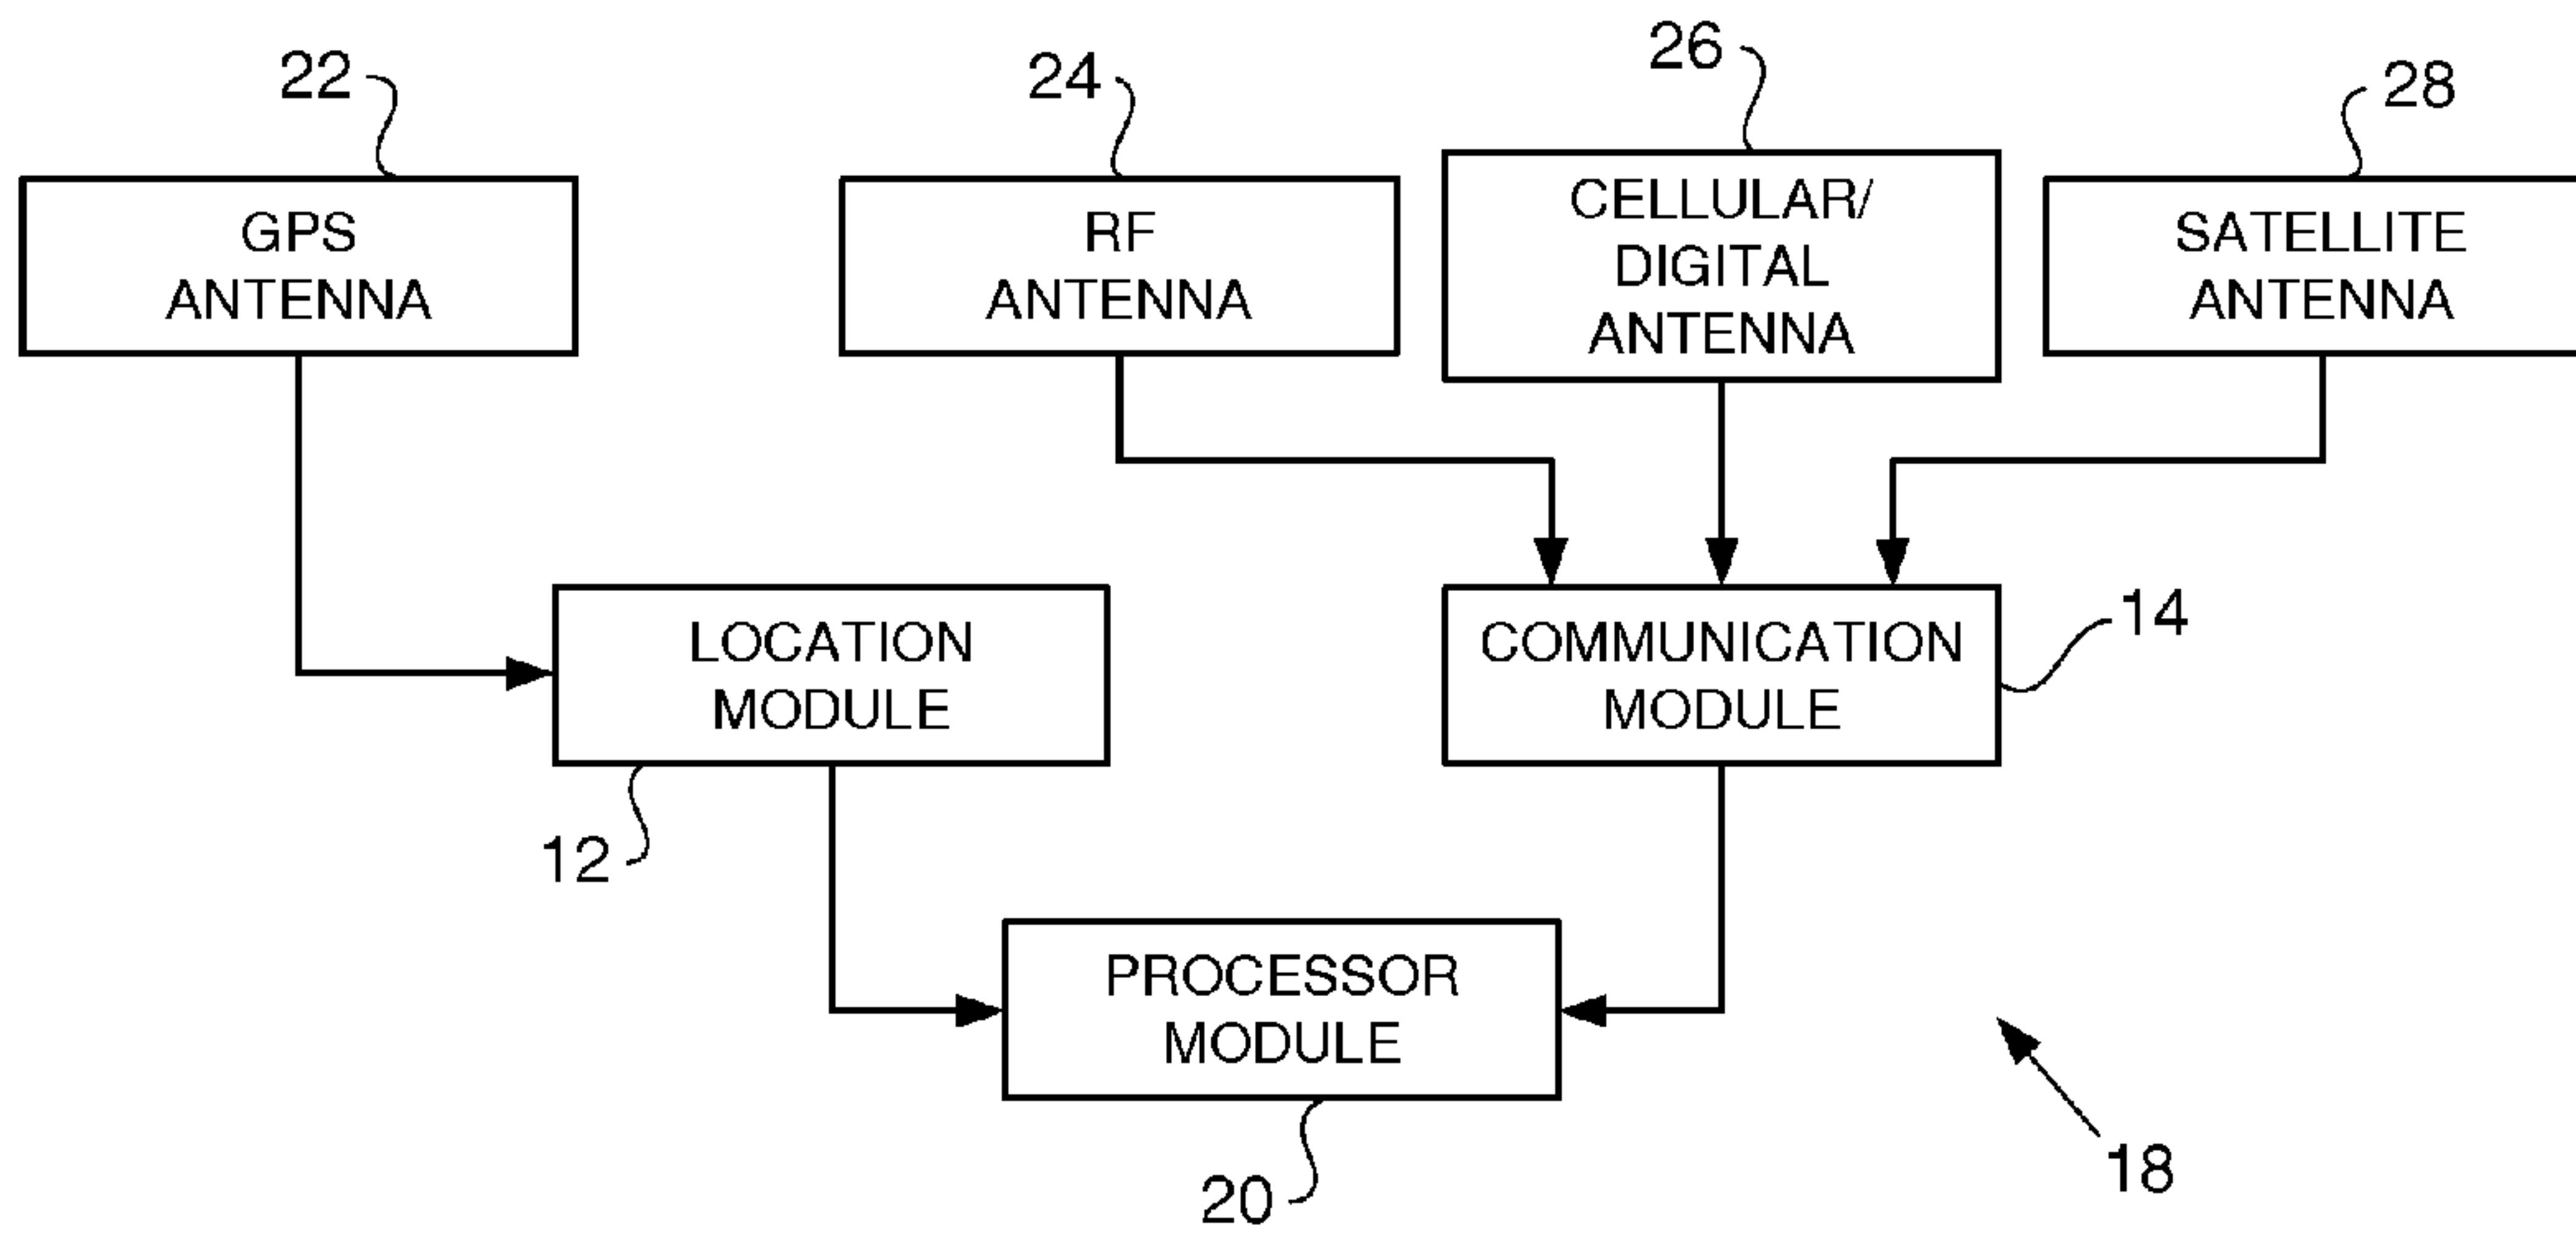 22
24
26
28
GPS
ANTENNA
RF
ANTENNA
CELLULAR/
DIGITAL
ANTENNA
SATELLITE
ANTENNA
LOCATION
MODULE
COMMUNICATION
MODULE
14
12
PROCESSOR
MODULE
18
20